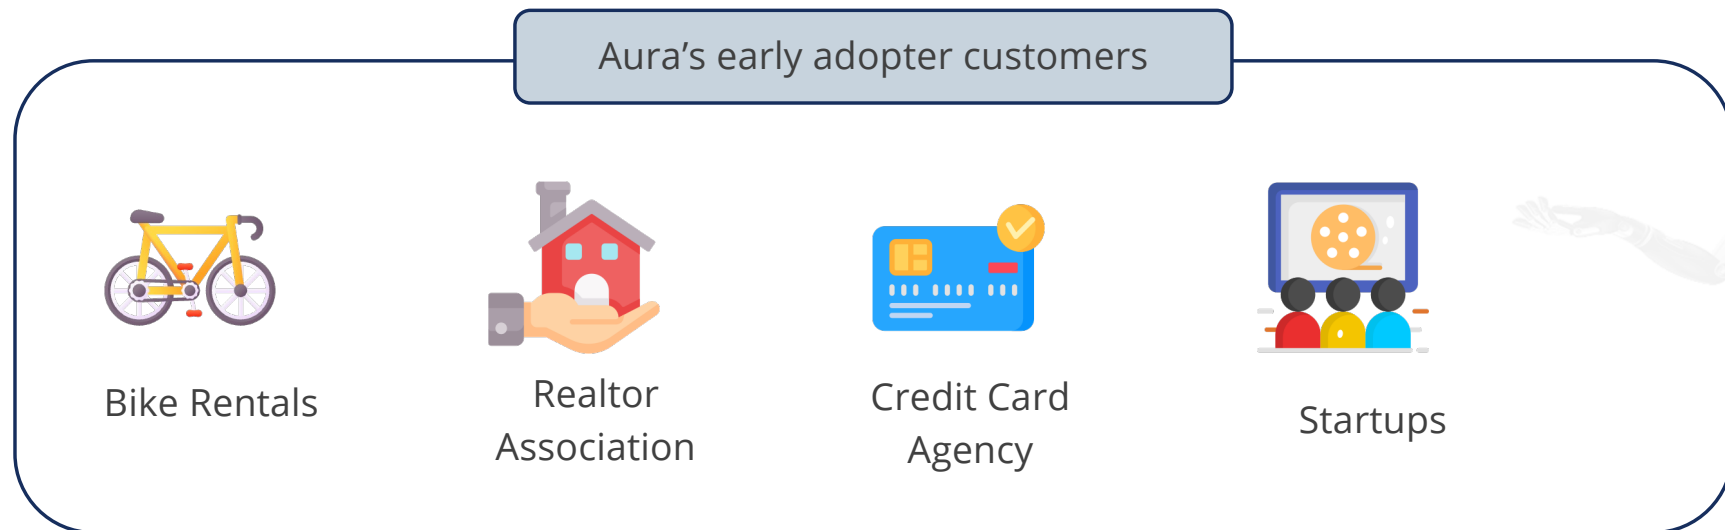 Aura’s early adopter customers
Bike Rentals
Realtor
Association
Credit Card
Agency
Startups